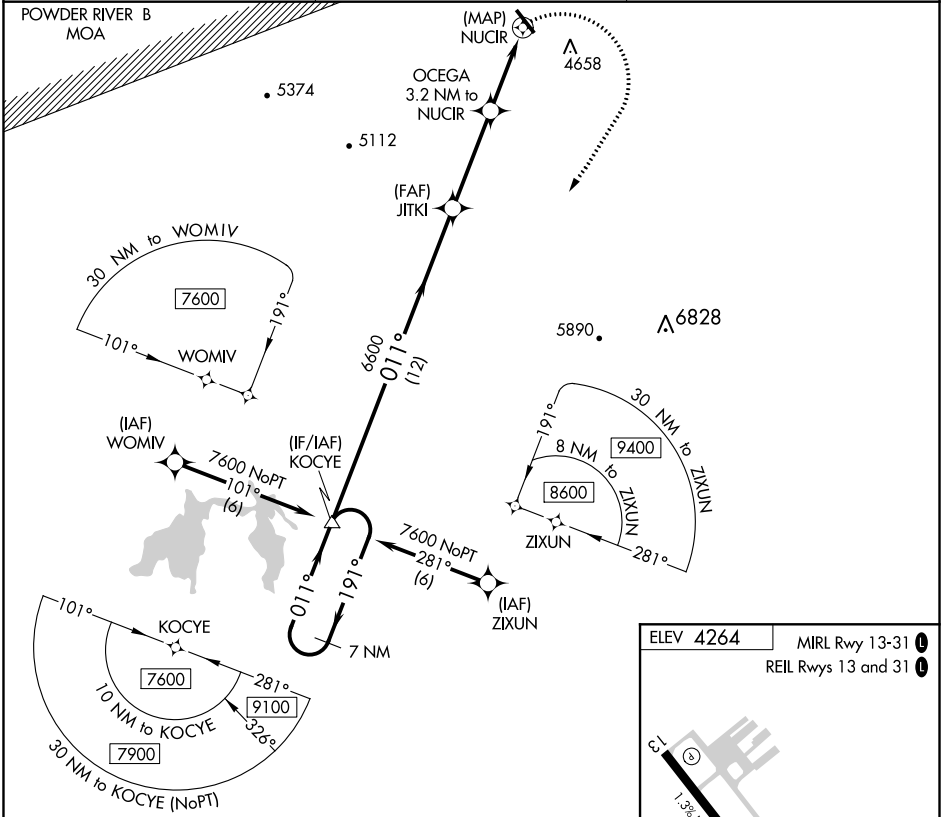 POWDER RIVER B
MOA
(MAP)
NUCIR
4658
OCEGA
3.2 NM to
NUCIR
5374
5112
(FAF)
JITKI
30 NM to WOMIV
7600
191°
101°
WOMIV
6600
011°
(12)
5890
6828
30 NM to ZIXUN
9400
191°
8 NM to ZIXUN
8600
ZIXUN
281°
(IAF)
WOMIV
7600 NoPT
101°
(6)
(IF/IAF)
KOCYE
7600 NoPT
281°
(6)
(IAF)
ZIXUN
011°
191°
7 NM
101°
KOCYE
7600
281°
9100
326°
10 NM to KOCYE
7900
30 NM to KOCYE (NoPT)
ELEV 4264
MIRL Rwy 13-31 L
REIL Rwys 13 and 31 L
13
P
1.3%